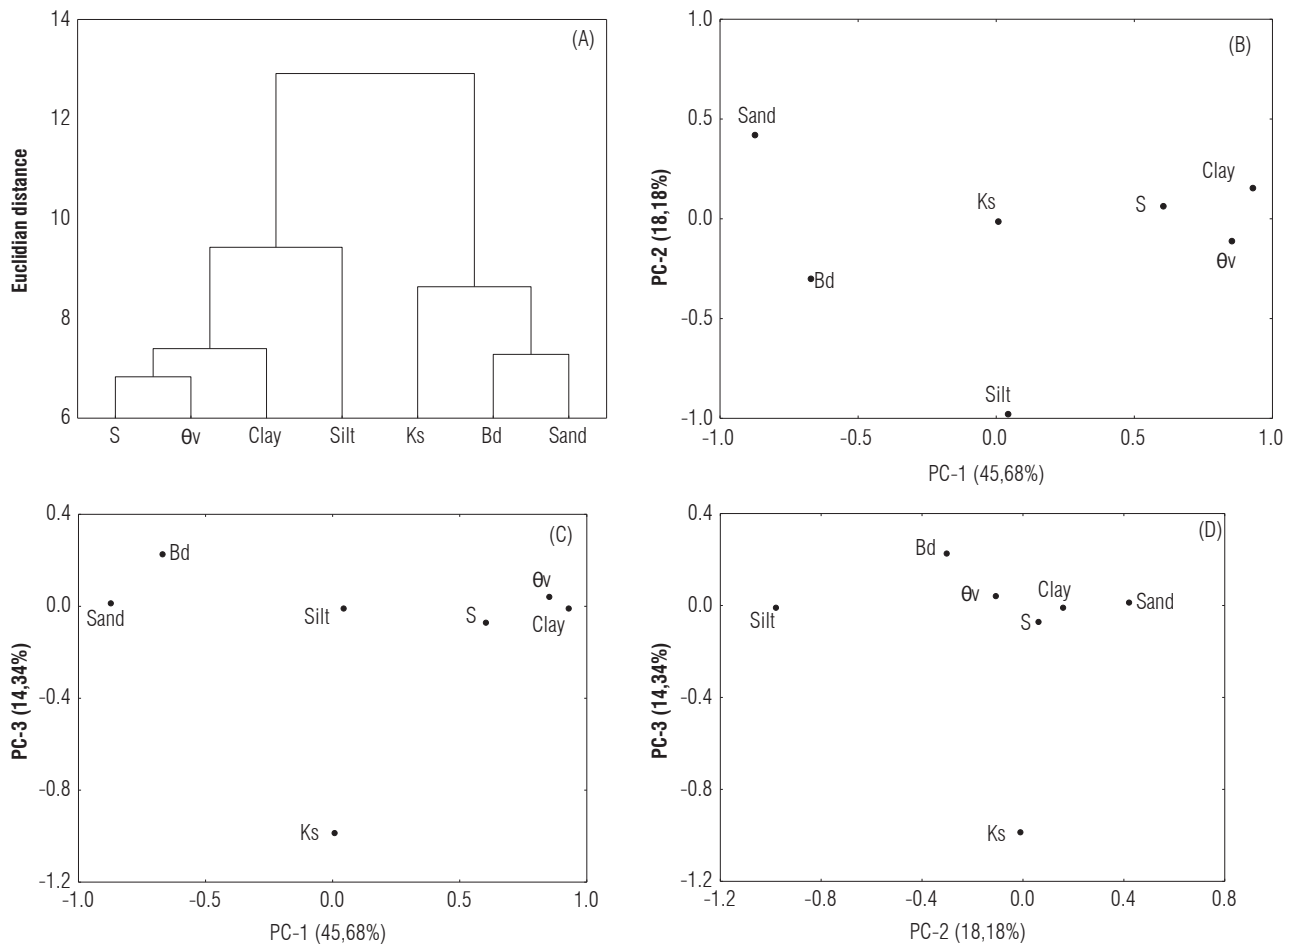 14
12
10
8
6
Euclidian distance
(A)
S θv Clay Silt Ks Bd Sand
1.0
0.5
0.0
-0.5
-1.0
PC-2 (18,18%)
(B)
Sand
Clay
Ks
S
θv
Bd
Silt
-1.0 -0.5 0.0 0.5 1.0
PC-1 (45,68%)
0.4
0.0
-0.4
-0.8
-1.2
PC-3 (14,34%)
(C)
Bd
θv
Sand
Silt
S
Clay
Ks
-1.0 -0.5 0.0 0.5 1.0
PC-1 (45,68%)
0.4
0.0
-0.4
-0.8
-1.2
PC-3 (14,34%)
(D)
Bd
θv
Clay
Sand
Silt
S
Ks
-1.2 -0.8 -0.4 0.0 0.4 0.8
PC-2 (18,18%)